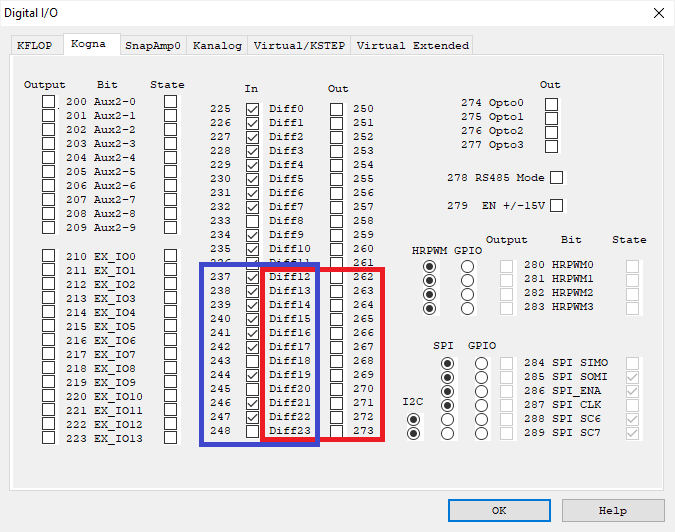 Digital I/O
KFLOP Kogna SnapAmp0 Kanalog Virtual/KSTEP Virtual Extended
Output Bit State
200 Aux2-0
201 Aux2-1
202 Aux2-2
203 Aux2-3
204 Aux2-4
205 Aux2-5
206 Aux2-6
207 Aux2-7
208 Aux2-8
209 Aux2-9
210 EX_IO0
211 EX_IO1
212 EX_IO2
213 EX_IO3
214 EX_IO4
215 EX_IO5
216 EX_IO6
217 EX_IO7
218 EX_IO8
219 EX_IO9
220 EX_IO10
221 EX_IO11
222 EX_IO12
223 EX_IO13
In Out
225 Diff0 250
226 Diff1 251
227 Diff2 252
228 Diff3 253
229 Diff4 254
230 Diff5 255
231 Diff6 256
232 Diff7 257
233 Diff8 258
234 Diff9 259
235 Diff10 260
236 Diff11 261
237 Diff12 262
238 Diff13 263
239 Diff14 264
240 Diff15 265
241 Diff16 266
242 Diff17 267
243 Diff18 268
244 Diff19 269
245 Diff20 270
246 Diff21 271
247 Diff22 272
248 Diff23 273
Out
274 Opto0
275 Opto1
276 Opto2
277 Opto3
278 RS485 Mode
279 EN +/-15V
HRPWM GPIO Output Bit State
280 HRPWM0
281 HRPWM1
282 HRPWM2
283 HRPWM3
SPI GPIO
284 SPI SIMO
285 SPI SOMI
286 SPI_ENA
287 SPI CLK
I2C
288 SPI SC6
289 SPI SC7
OK Help